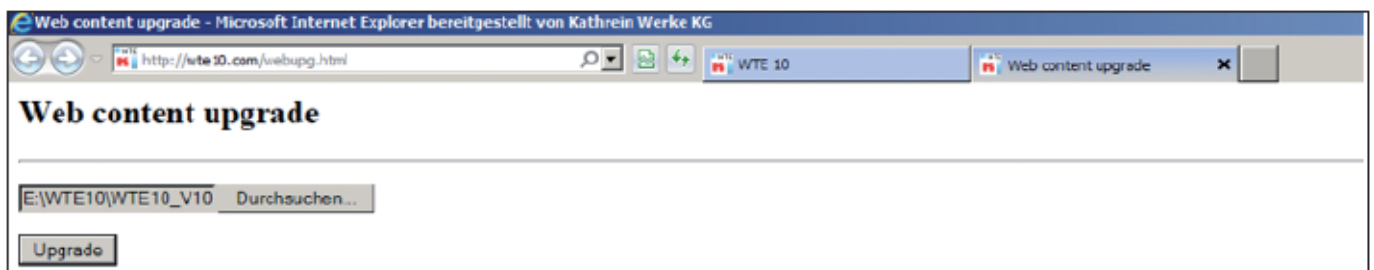 Web content upgrade - Microsoft Internet Explorer bereitgestellt von Kathrein Werke KG
http://wte10.com/webupg.html WTE 10 Web content upgrade
Web content upgrade
E:\WTE10\WTE10_V10 Durchsuchen...
Upgrade